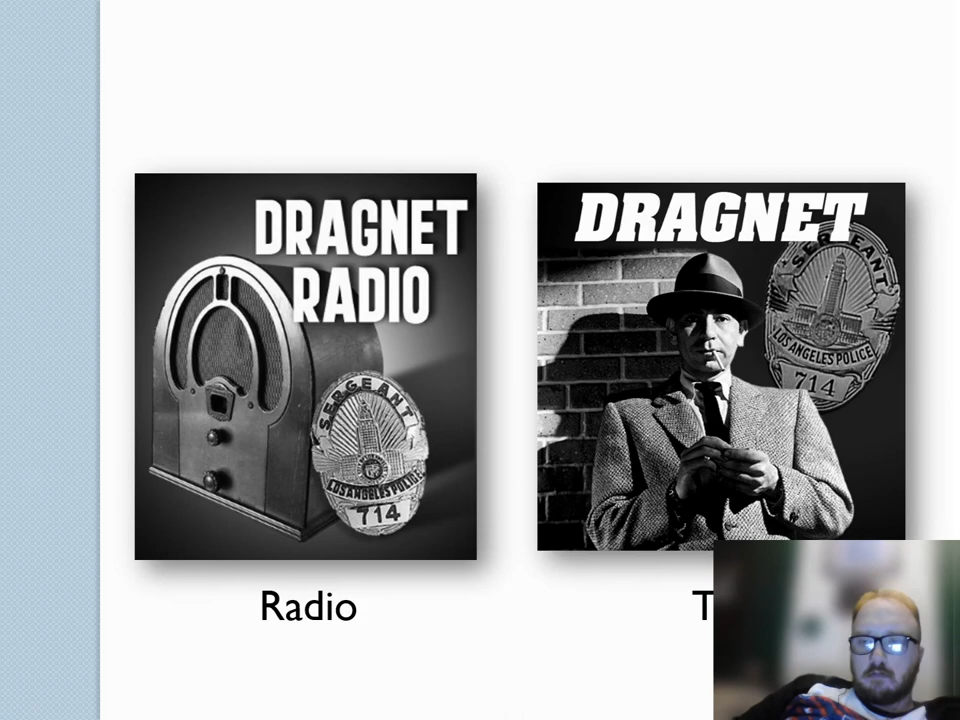 DRAGNET
RADIO
SERGEANT
LOS ANGELES POLICE
714
DRAGNET
SERGEANT
LOS ANGELES POLICE
714
Radio
T